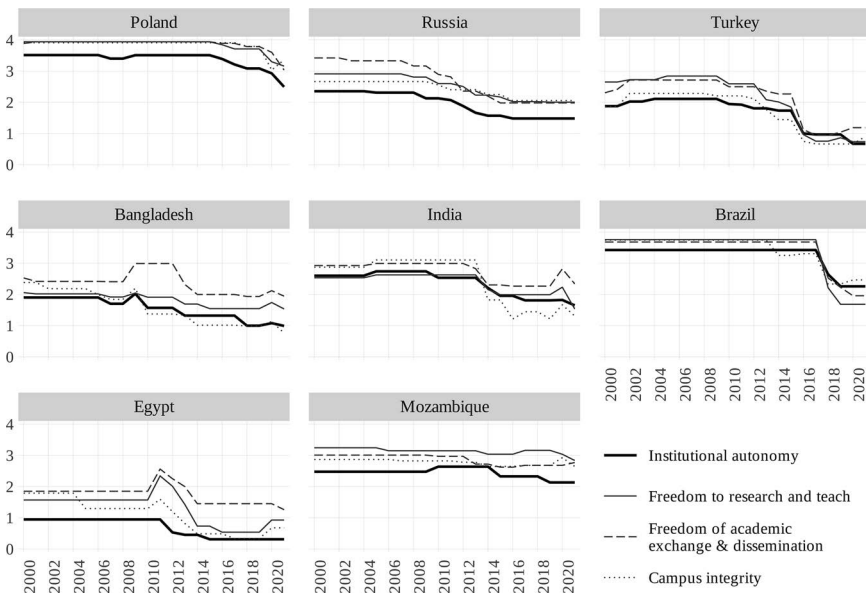 Poland
Russia
Turkey
4
3
2
1
0
Bangladesh
India
Brazil
4
3
2
1
0
2000 2002 2004 2006 2008 2010 2012 2014 2016 2018 2020
Egypt
Mozambique
4
3
2
1
0
2000 2002 2004 2006 2008 2010 2012 2014 2016 2018 2020
2000 2002 2004 2006 2008 2010 2012 2014 2016 2018 2020
Institutional autonomy
Freedom to research and teach
Freedom of academic
exchange & dissemination
Campus integrity